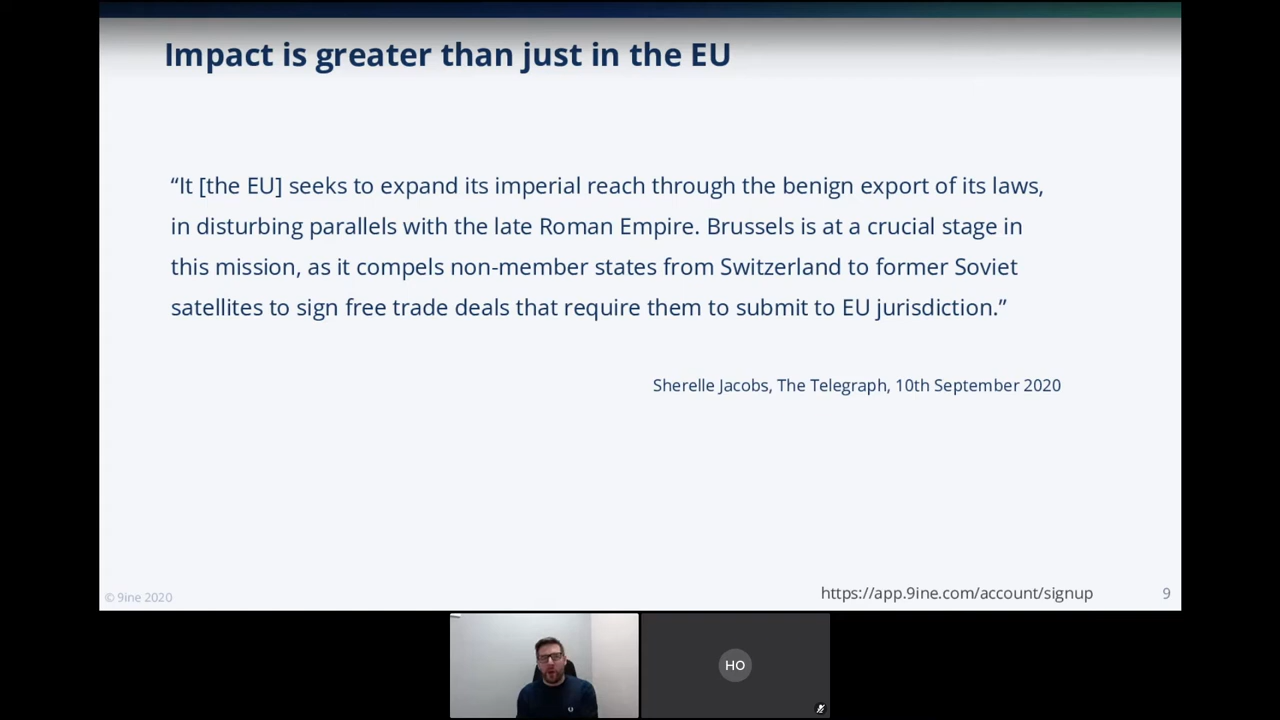 Impact is greater than just in the EU
“It [the EU] seeks to expand its imperial reach through the benign export of its laws,
in disturbing parallels with the late Roman Empire. Brussels is at a crucial stage in
this mission, as it compels non-member states from Switzerland to former Soviet
satellites to sign free trade deals that require them to submit to EU jurisdiction.”
Sherelle Jacobs, The Telegraph, 10th September 2020
© 9ine 2020
https://app.9ine.com/account/signup
9
HO